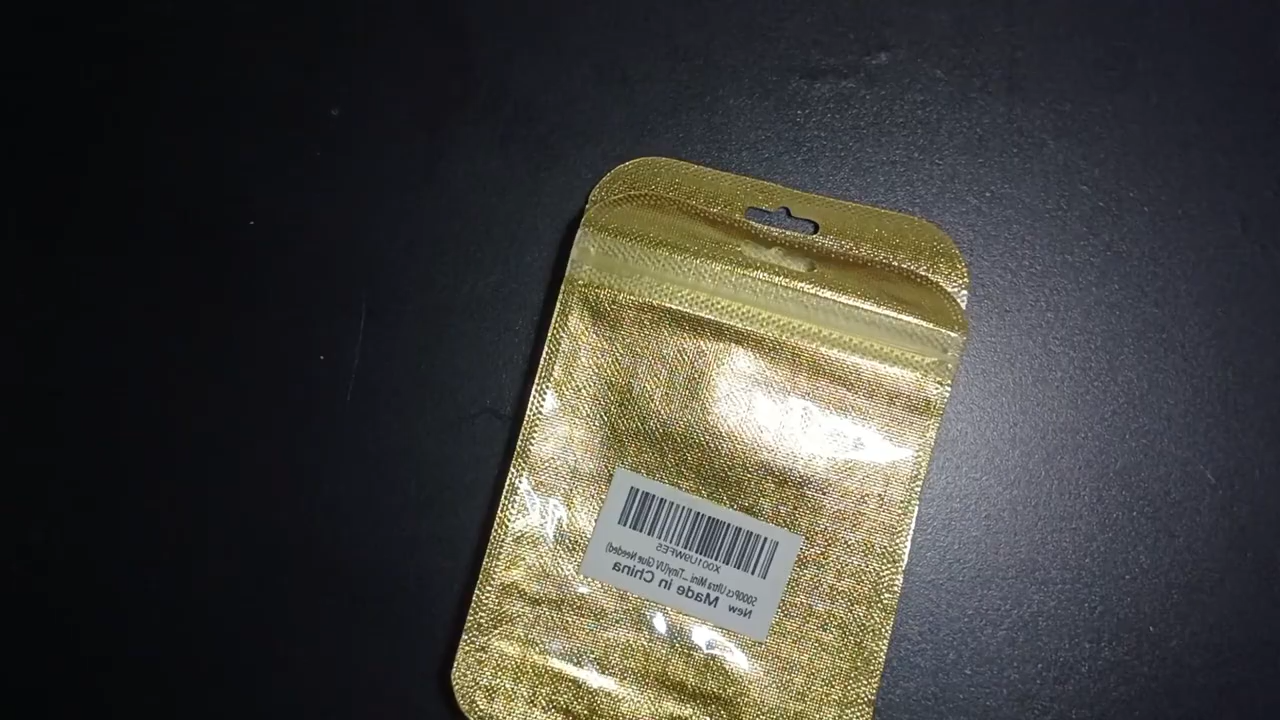 X001U9WFE5
5000Pcs Ultra Mini...Tiny(UV Glue Needed)
New Made in China